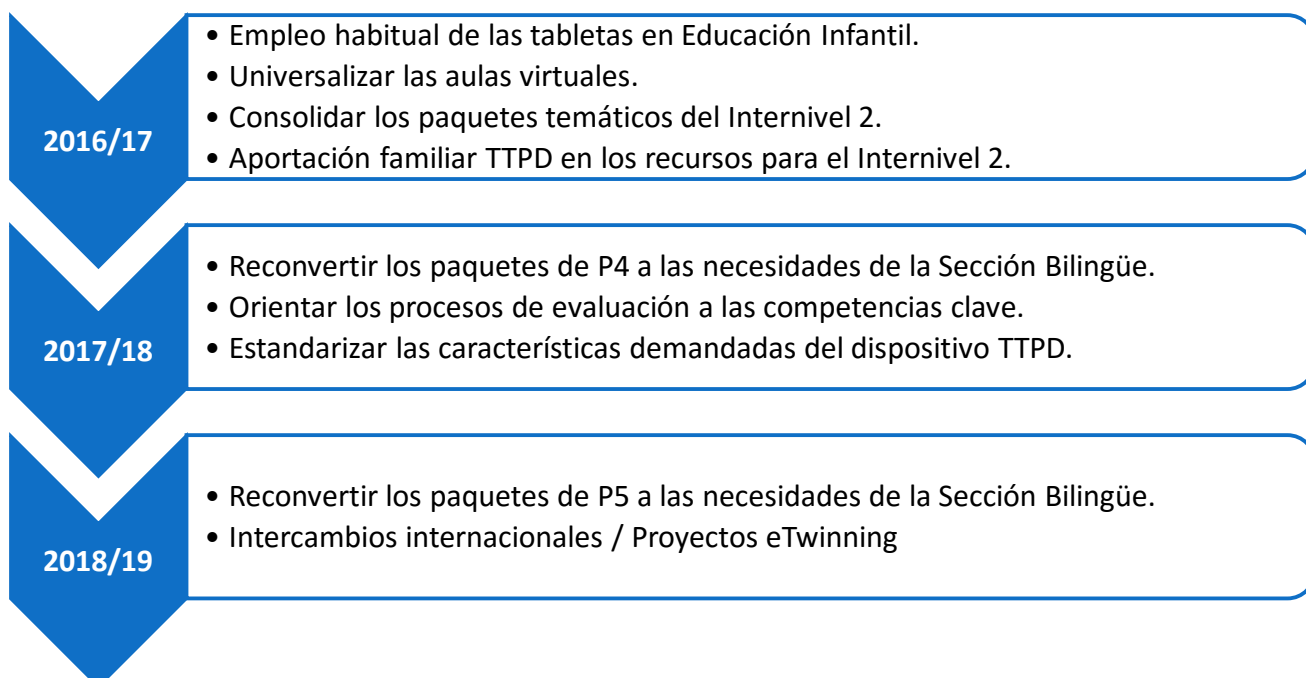 2016/17
• Empleo habitual de las tabletas en Educación Infantil.
• Universalizar las aulas virtuales.
• Consolidar los paquetes temáticos del Internivel 2.
• Aportación familiar TTPD en los recursos para el Internivel 2.
2017/18
• Reconvertir los paquetes de P4 a las necesidades de la Sección Bilingüe.
• Orientar los procesos de evaluación a las competencias clave.
• Estandarizar las características demandadas del dispositivo TTPD.
2018/19
• Reconvertir los paquetes de P5 a las necesidades de la Sección Bilingüe.
• Intercambios internacionales / Proyectos eTwinning